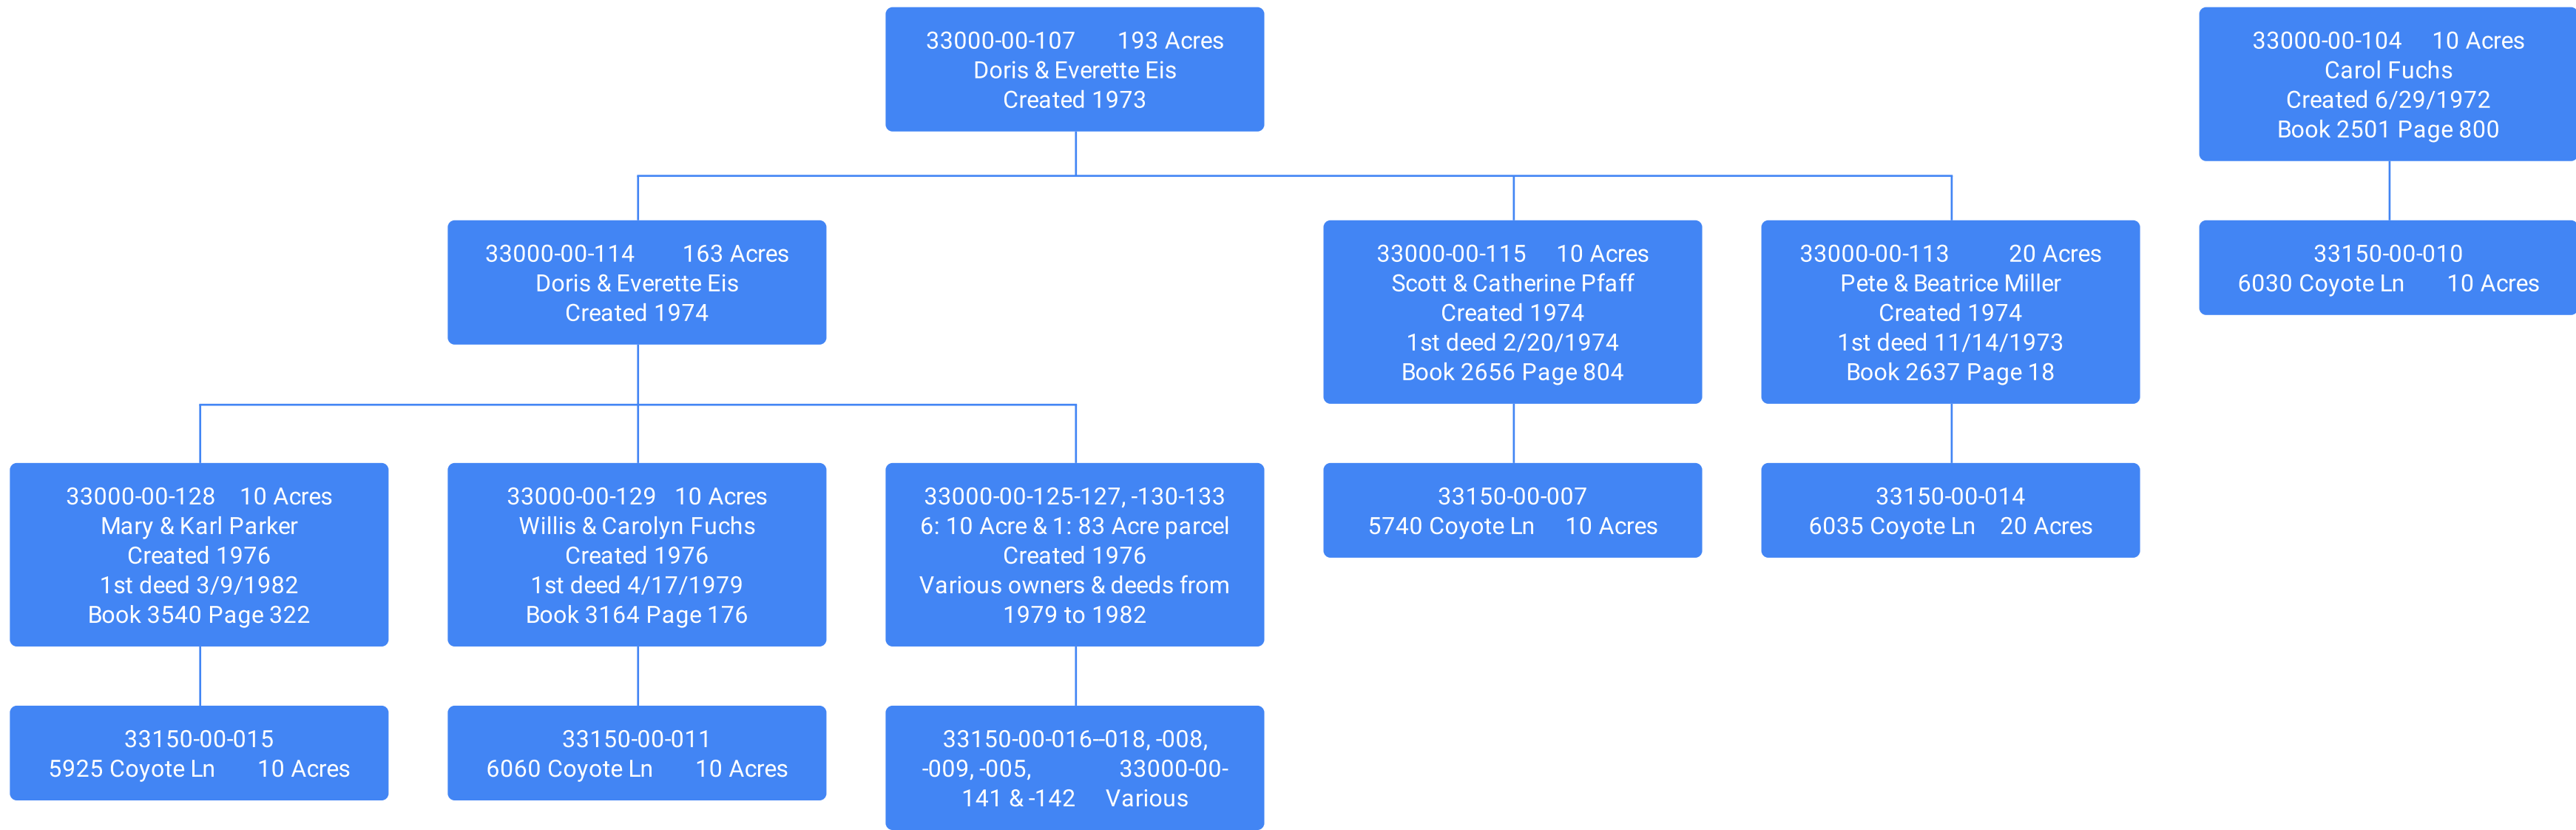 33000-00-107 193 Acres
Doris & Everette Eis
Created 1973
33000-00-104 10 Acres
Carol Fuchs
Created 6/29/1972
Book 2501 Page 800
33000-00-114 163 Acres
Doris & Everette Eis
Created 1974
33000-00-115 10 Acres
Scott & Catherine Pfaff
Created 1974
1st deed 2/20/1974
Book 2656 Page 804
33000-00-113 20 Acres
Pete & Beatrice Miller
Created 1974
1st deed 11/14/1973
Book 2637 Page 18
33150-00-010
6030 Coyote Ln 10 Acres
33000-00-128 10 Acres
Mary & Karl Parker
Created 1976
1st deed 3/9/1982
Book 3540 Page 322
33000-00-129 10 Acres
Willis & Carolyn Fuchs
Created 1976
1st deed 4/17/1979
Book 3164 Page 176
33000-00-125-127, -130-133
6: 10 Acre & 1: 83 Acre parcel
Created 1976
Various owners & deeds from
1979 to 1982
33150-00-007
5740 Coyote Ln 10 Acres
33150-00-014
6035 Coyote Ln 20 Acres
33150-00-015
5925 Coyote Ln 10 Acres
33150-00-011
6060 Coyote Ln 10 Acres
33150-00-016--018, -008,
-009, -005, 33000-00-
141 & -142 Various